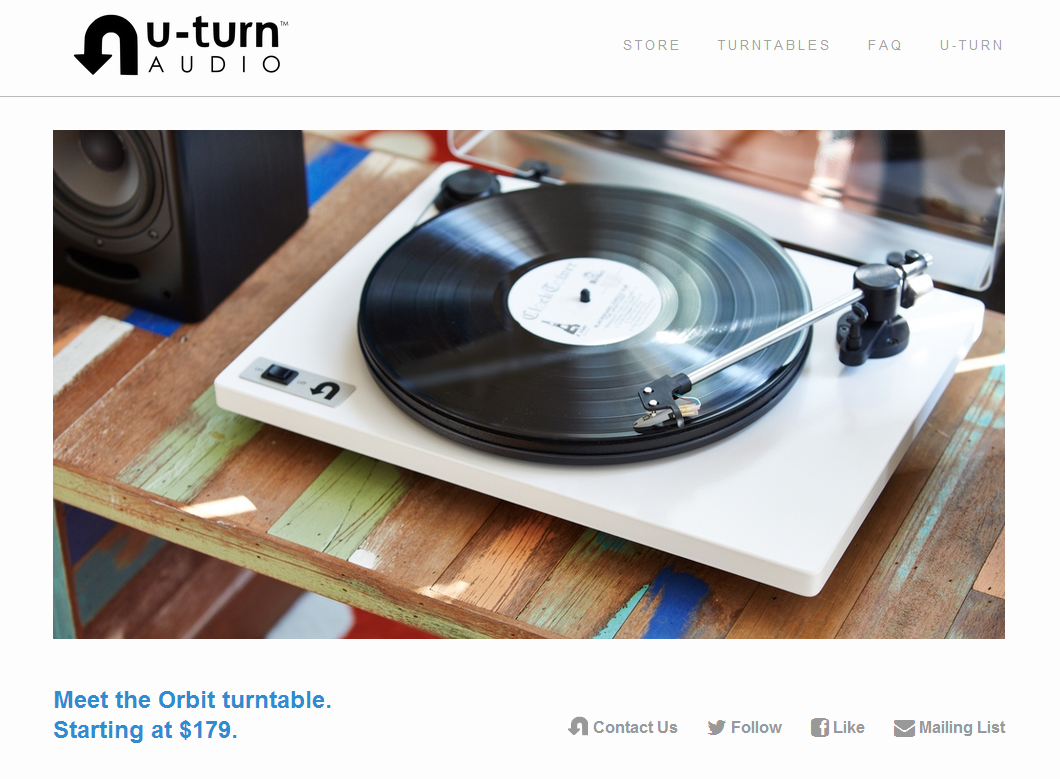 u-turn™
AUDIO
STORE
TURNTABLES
FAQ
U-TURN
Meet the Orbit turntable.
Starting at $179.
Contact Us
Follow
Like
Mailing List